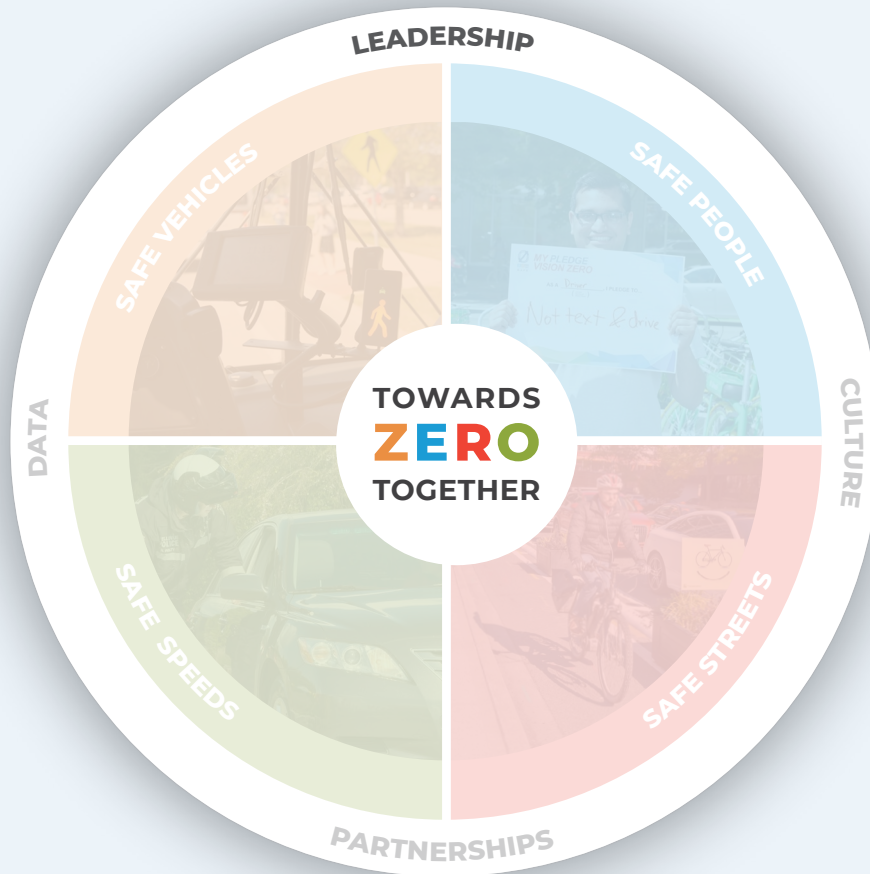 LEADERSHIP
SAFE VEHICLES
SAFE PEOPLE
MY PLEDGE
VISION ZERO
Not text & drive
TOWARDS
ZERO
TOGETHER
DATA
CULTURE
SAFE SPEEDS
SAFE STREETS
PARTNERSHIPS